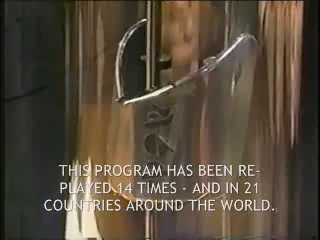 THIS PROGRAM HAS BEEN RE-
PLAYED 14 TIMES - AND IN 21
COUNTRIES AROUND THE WORLD.